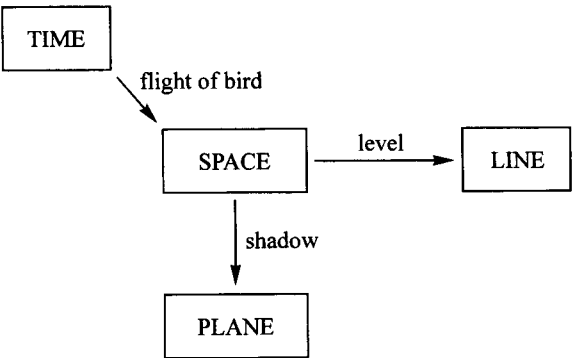 TIME
flight of bird
SPACE
level
LINE
shadow
PLANE